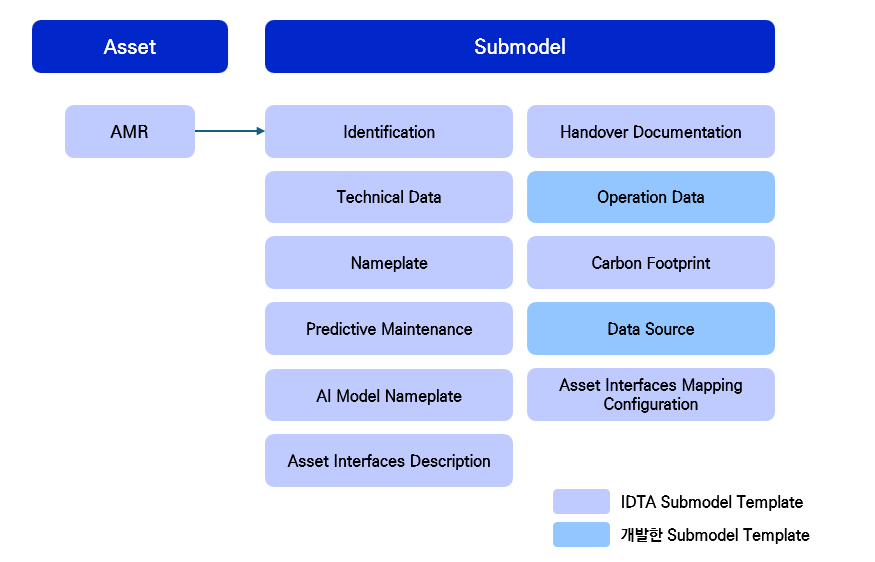 Asset
Submodel
AMR
Identification
Handover Documentation
Technical Data
Operation Data
Nameplate
Carbon Footprint
Predictive Maintenance
Data Source
AI Model Nameplate
Asset Interfaces Mapping
Configuration
Asset Interfaces Description
IDTA Submodel Template
개발한 Submodel Template